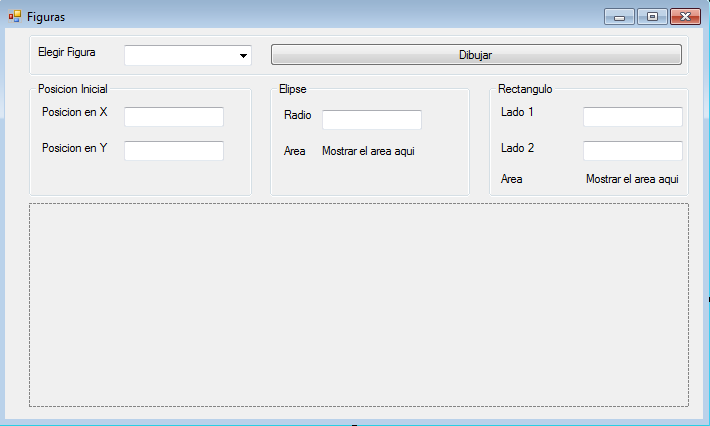 Figuras
Elegir Figura
Dibujar
Posicion Inicial
Posicion en X
Posicion en Y
Elipse
Radio
Area Mostrar el area aqui
Rectangulo
Lado 1
Lado 2
Area Mostrar el area aqui